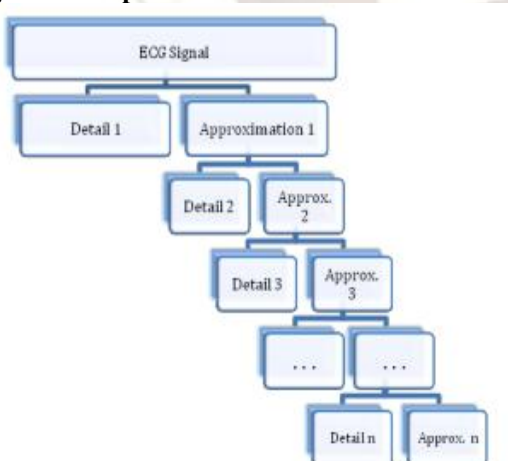 ECG Signal
Detail 1
Approximation 1
Detail 2
Approx.
2
Detail 3
Approx.
3
. . .
. . .
Detail n
Approx. n